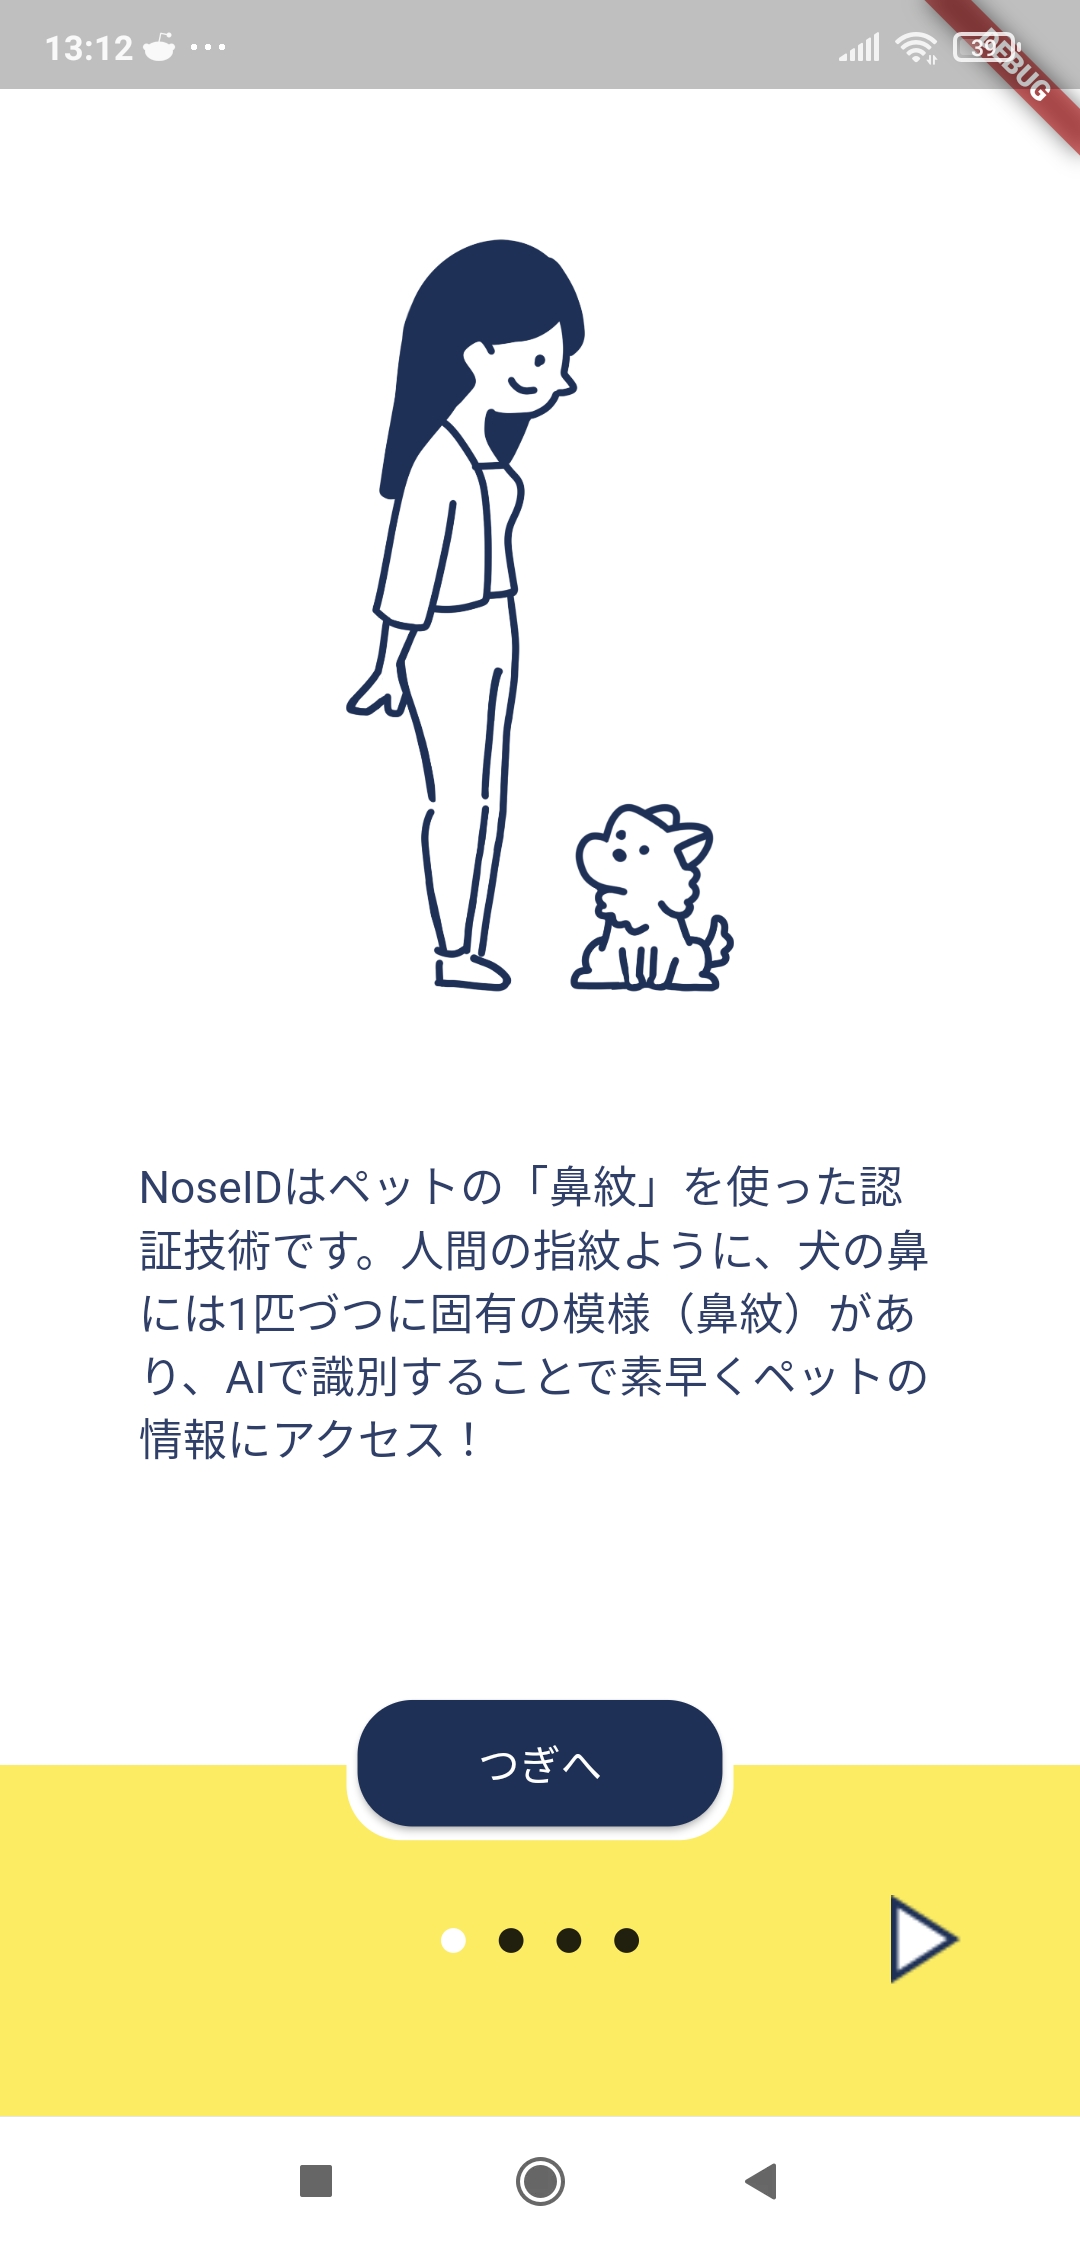 13:12
39
DEBUG
NoseIDはペットの「鼻紋」を使った認
証技術です。人間の指紋ように、犬の鼻
には1匹づつに固有の模様（鼻紋）があ
り、AIで識別することで素早くペットの
情報にアクセス！
つぎへ